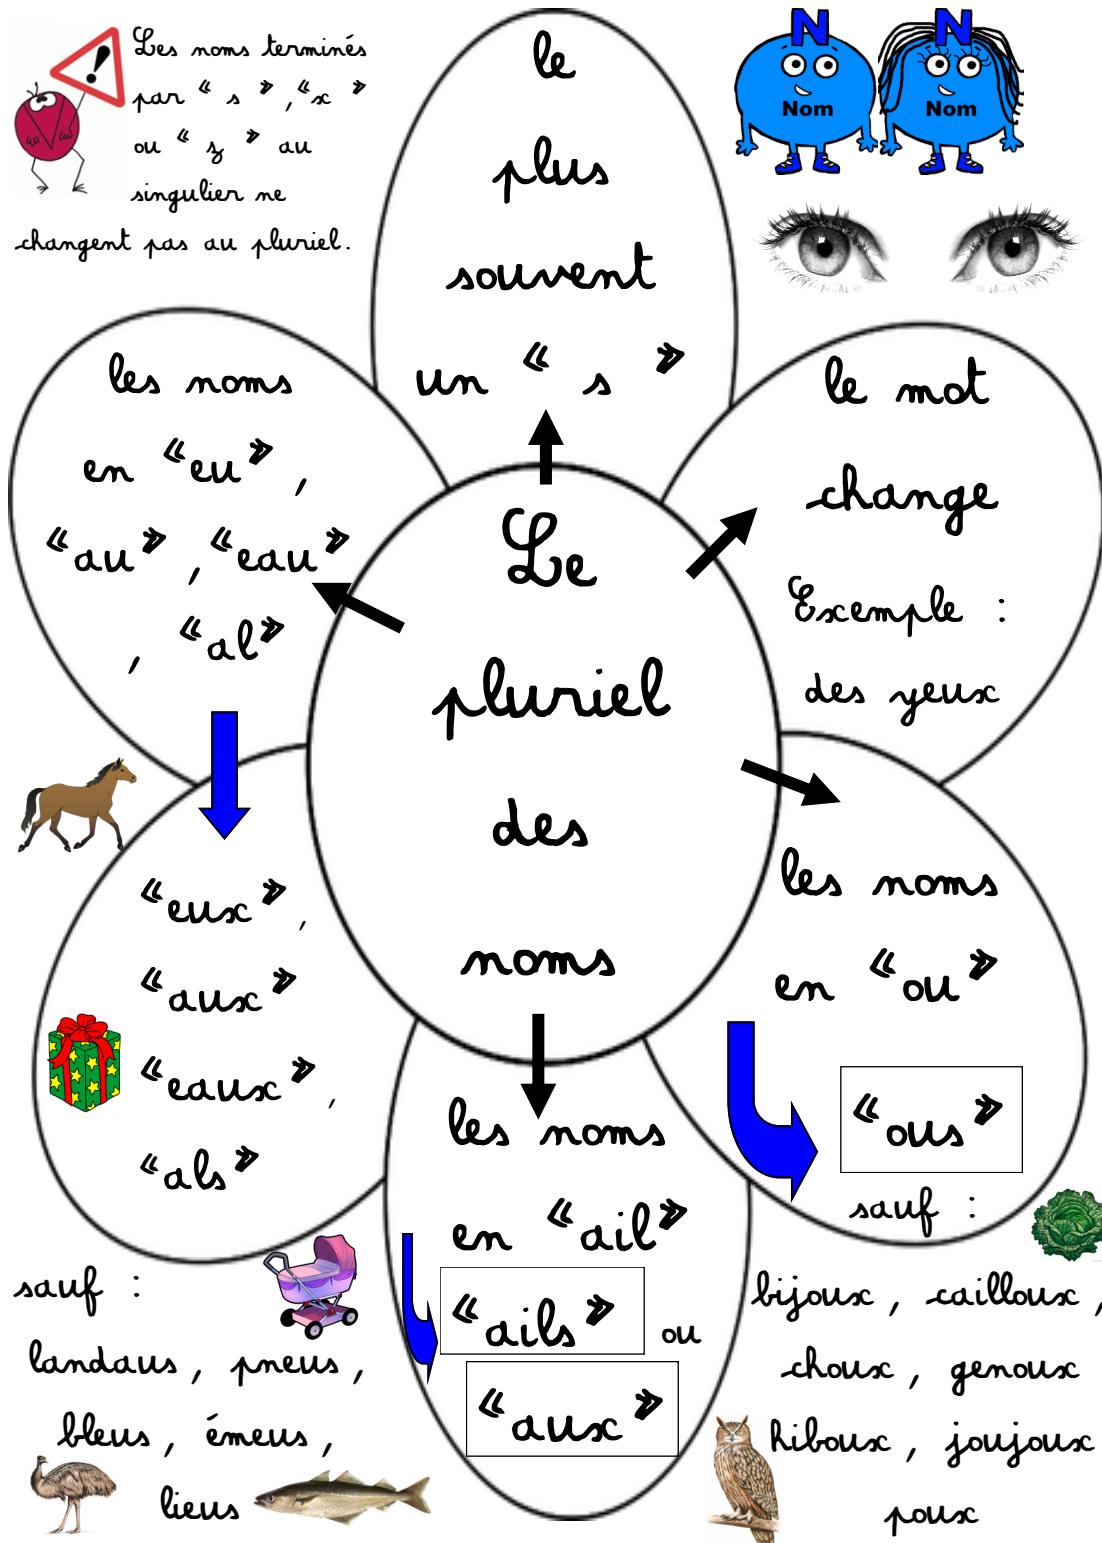 Les noms terminés
par « s » , « x »
ou « z » au
singulier ne
changent pas au pluriel.
N
N
Nom
Nom
le
plus
souvent
un « s »
les noms
en « eu » ,
« au » , « eau »
, « al »
le mot
change
Exemple :
des yeux
Le
pluriel
des
noms
« eux » ,
« aux »
« eaux » ,
« als »
sauf :
landaus , pneus ,
bleus , émeus ,
lieus
les noms
en « ail »
« ails » ou
« aux »
les noms
en « ou »
« ous »
sauf :
bijoux , cailloux ,
choux , genoux
hiboux , joujoux
poux